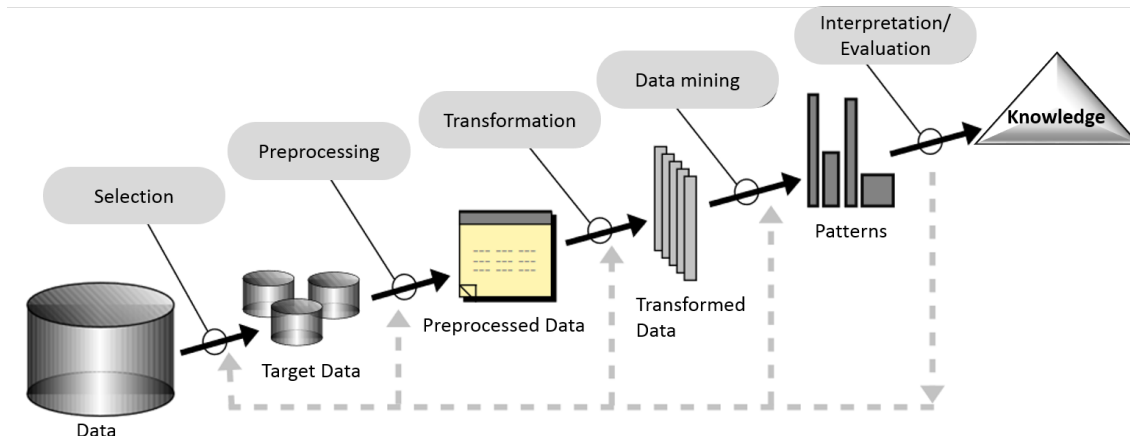 Interpretation/
Evaluation
Data mining
Knowledge
Transformation
Preprocessing
Selection
Patterns
Transformed
Data
Preprocessed Data
Target Data
Data